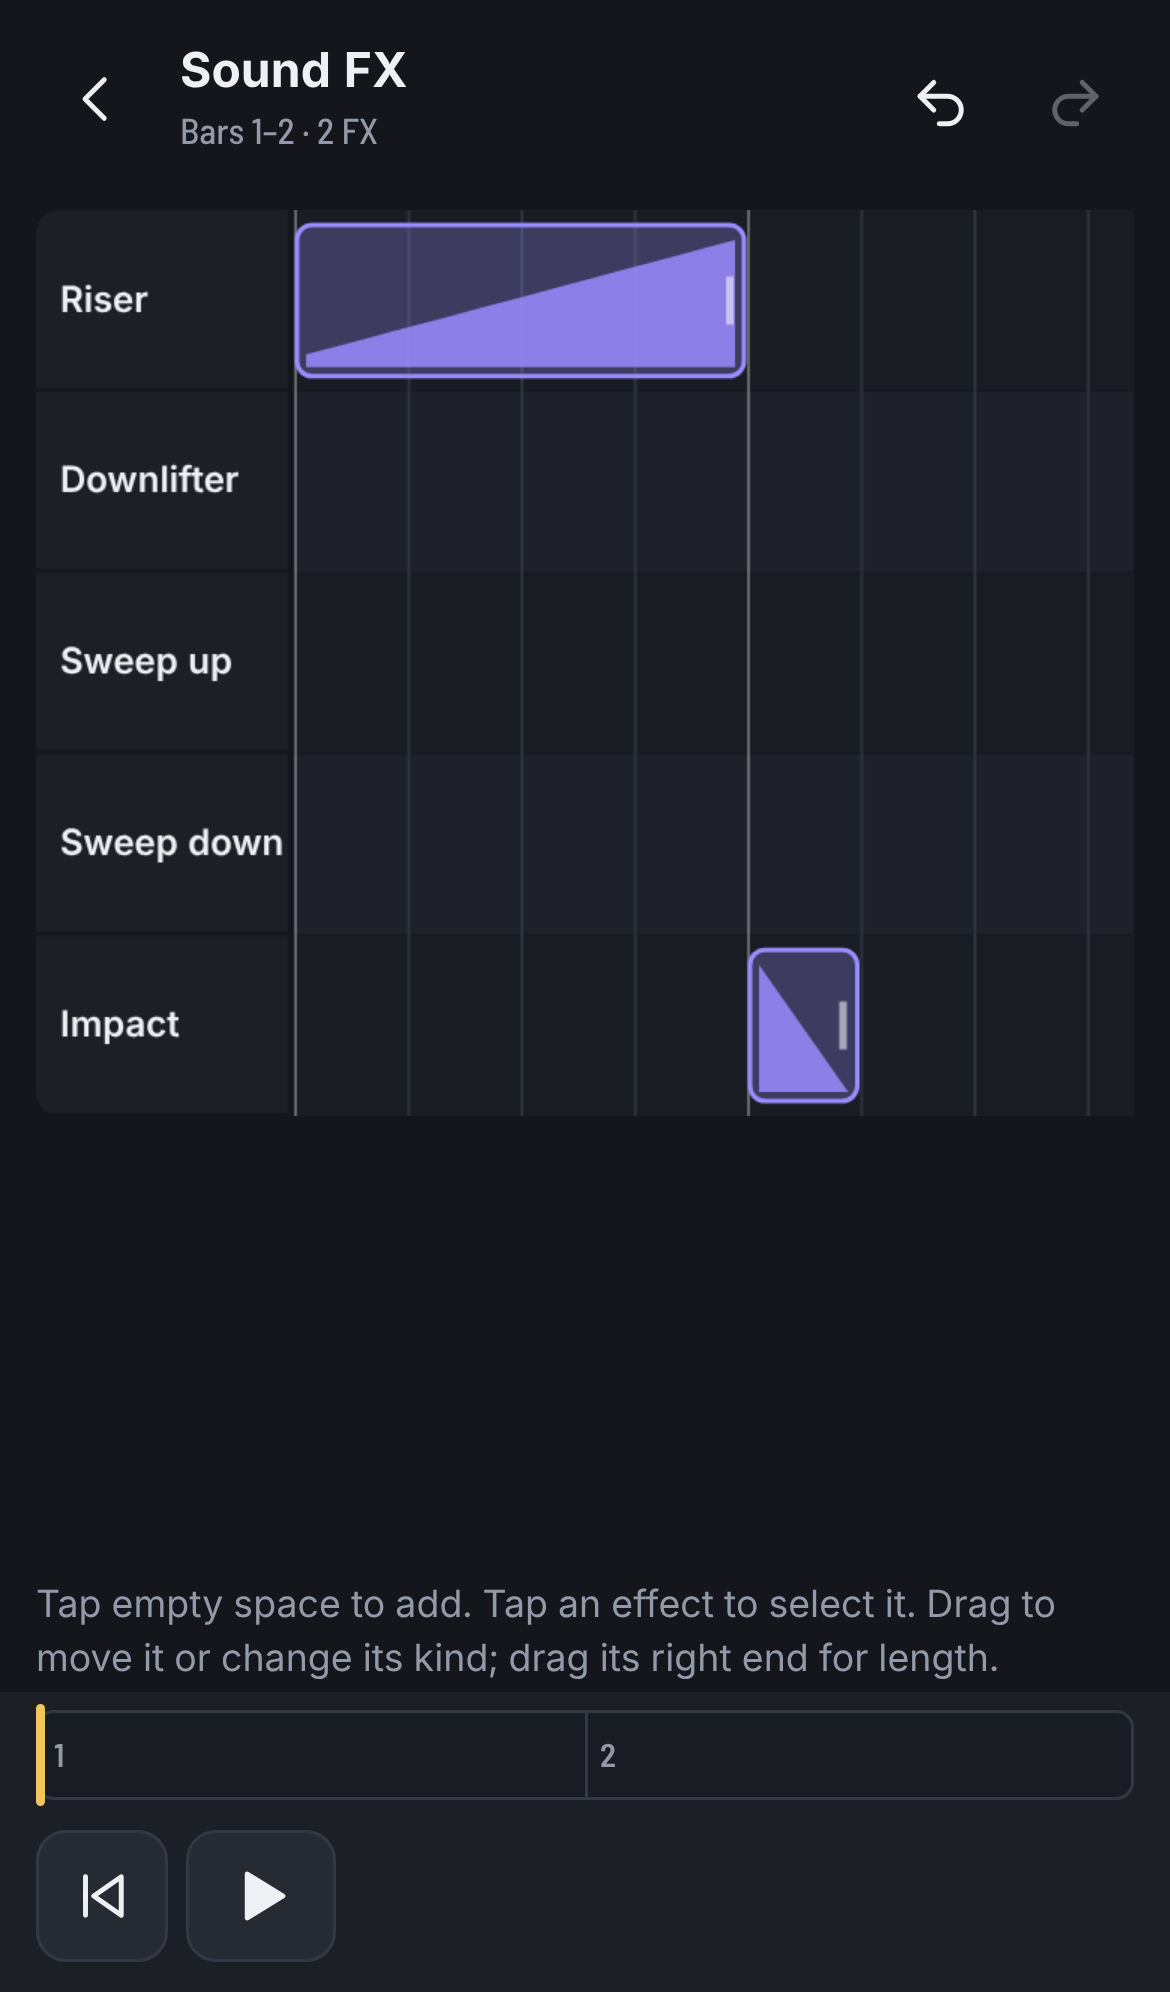 Sound FX
Bars 1–2 · 2 FX
Riser
Downlifter
Sweep up
Sweep down
Impact
Tap empty space to add. Tap an effect to select it. Drag to
move it or change its kind; drag its right end for length.
1
2